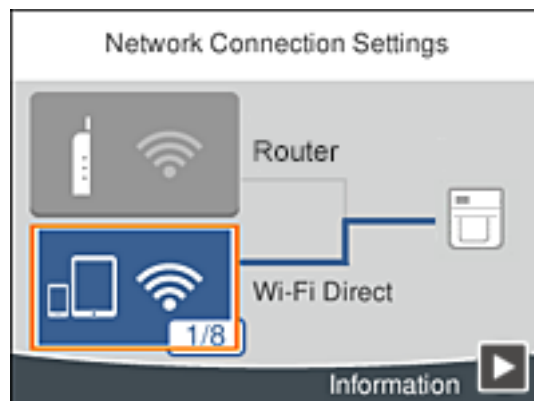 Network Connection Settings
Router
Wi-Fi Direct
1/8
Information